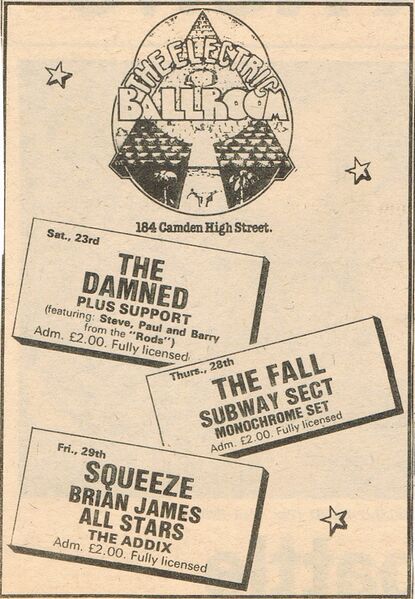 THE ELECTRIC
BALLROOM
184 Camden High Street.
Sat., 23rd
THE
DAMNED
PLUS SUPPORT
(featuring: Steve, Paul and Barry
from the "Rods")
Adm. £2.00. Fully licensed
Thurs., 28th
THE FALL
SUBWAY SECT
MONOCHROME SET
Adm. £2.00. Fully licensed
Fri., 29th
SQUEEZE
BRIAN JAMES
ALL STARS
THE ADDIX
Adm. £2.00. Fully licensed